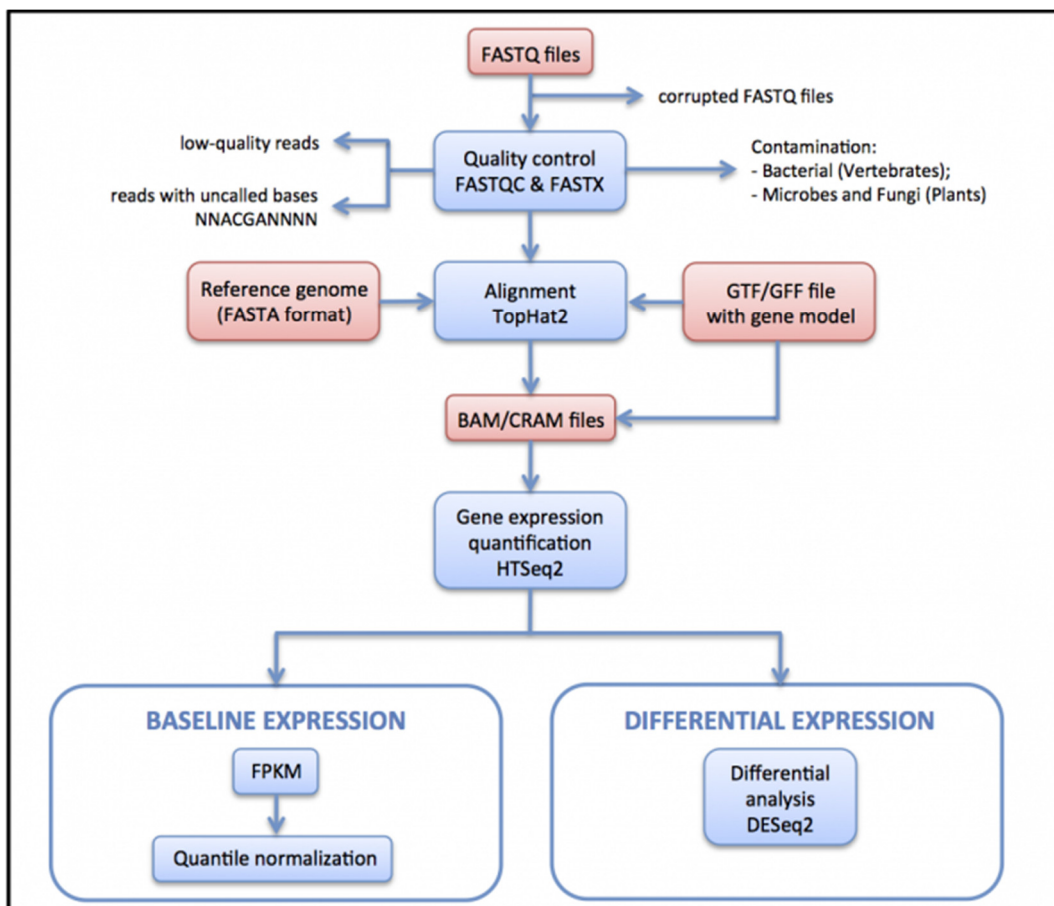 FASTQ files
corrupted FASTQ files
low-quality reads
reads with uncalled bases
NNACGANNNN
Quality control
FASTQC & FASTX
Contamination:
- Bacterial (Vertebrates);
- Microbes and Fungi (Plants)
Reference genome
(FASTA format)
Alignment
TopHat2
GTF/GFF file
with gene model
BAM/CRAM files
Gene expression
quantification
HTSeq2
BASELINE EXPRESSION
FPKM
Quantile normalization
DIFFERENTIAL EXPRESSION
Differential
analysis
DESeq2